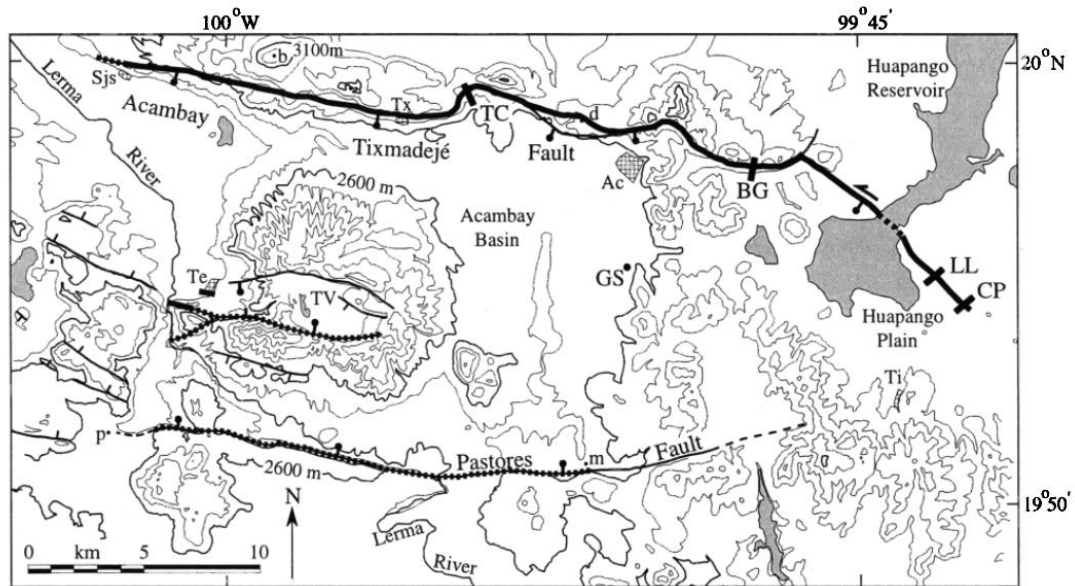 100°W
99°45'
b 3100m
20°N
Sjs
Huapango
Reservoir
Lerma
River
Acambay
Tx
TC
d
Tixmadejé
Fault
Ac
BG
2600 m
Acambay
Basin
GS
LL
CP
Te
TV
Huapango
Plain
Ti
p
Pastores
m
Fault
2600 m
N
19°50'
Lerma
River
0 km 5 10